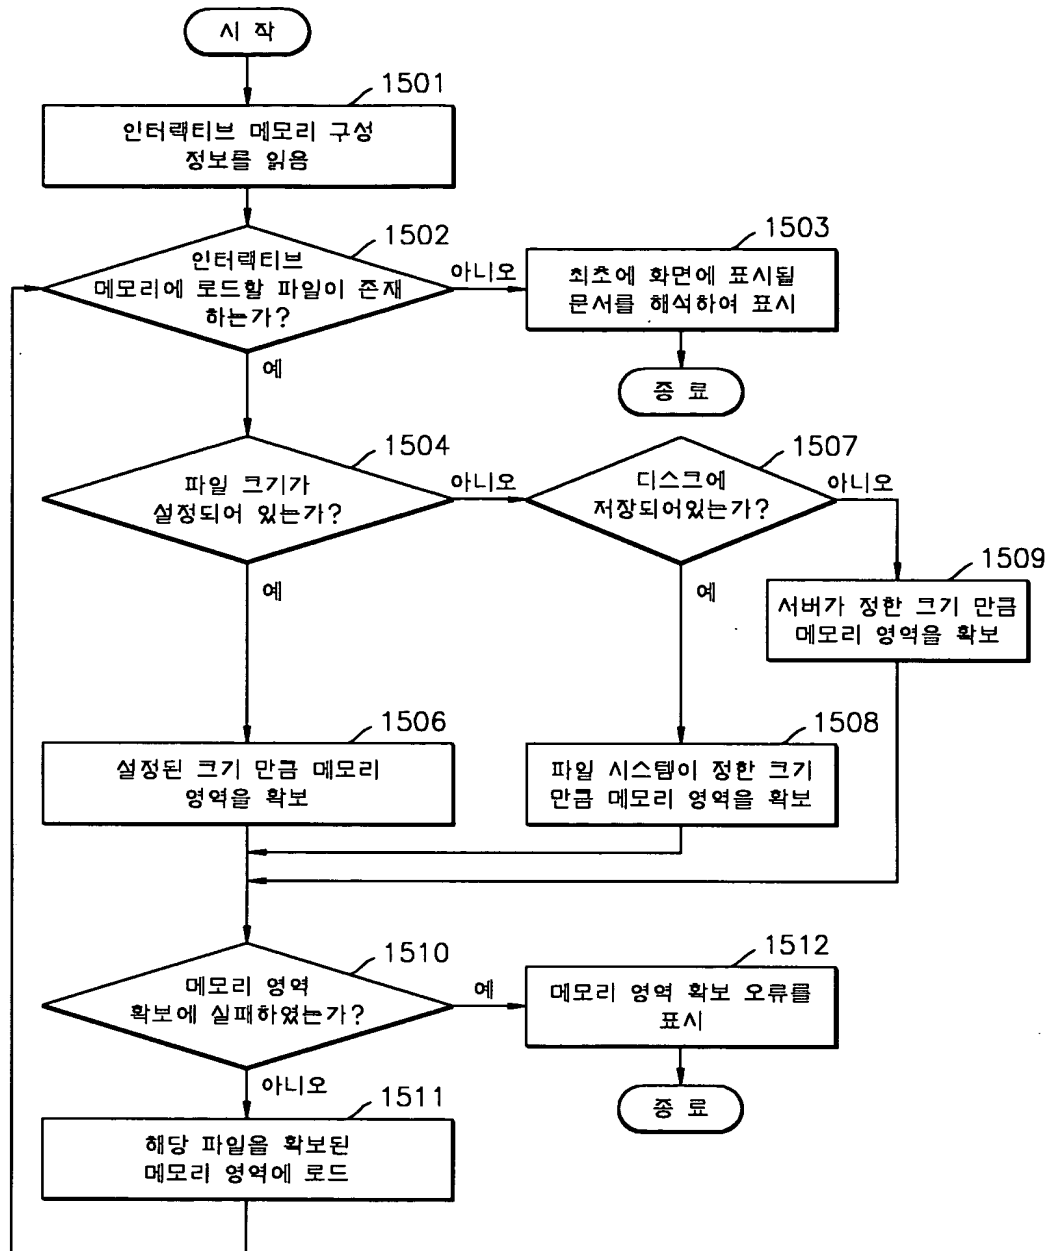 시 작
1501
인터랙티브 메모리 구성
정보를 읽음
1502
인터랙티브
메모리에 로드할 파일이 존재
하는가?
아니오
1503
최초에 화면에 표시될
문서를 해석하여 표시
예
종 료
1504
파일 크기가
설정되어 있는가?
아니오
1507
디스크에
저장되어있는가?
아니오
예
예
1509
서버가 정한 크기 만큼
메모리 영역을 확보
1506
설정된 크기 만큼 메모리
영역을 확보
1508
파일 시스템이 정한 크기
만큼 메모리 영역을 확보
1510
메모리 영역
확보에 실패하였는가?
예
1512
메모리 영역 확보 오류를
표시
아니오
종 료
1511
해당 파일을 확보된
메모리 영역에 로드